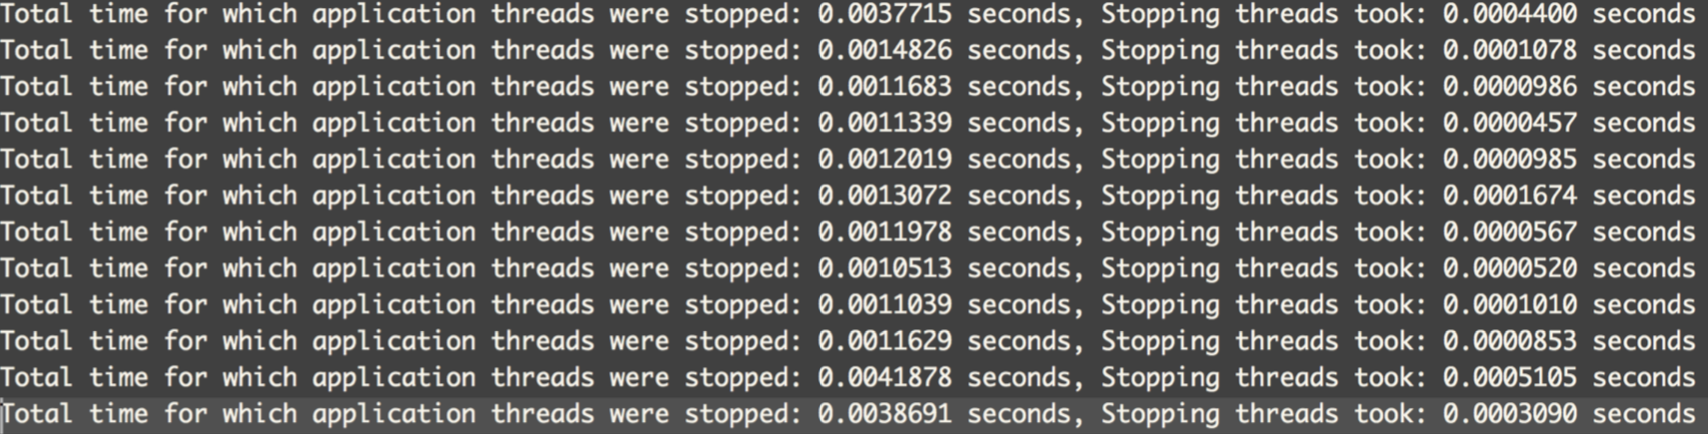 Total time for which application threads were stopped: 0.0037715 seconds, Stopping threads took: 0.0004400 seconds
Total time for which application threads were stopped: 0.0014826 seconds, Stopping threads took: 0.0001078 seconds
Total time for which application threads were stopped: 0.0011683 seconds, Stopping threads took: 0.0000986 seconds
Total time for which application threads were stopped: 0.0011339 seconds, Stopping threads took: 0.0000457 seconds
Total time for which application threads were stopped: 0.0012019 seconds, Stopping threads took: 0.0000985 seconds
Total time for which application threads were stopped: 0.0013072 seconds, Stopping threads took: 0.0001674 seconds
Total time for which application threads were stopped: 0.0011978 seconds, Stopping threads took: 0.0000567 seconds
Total time for which application threads were stopped: 0.0010513 seconds, Stopping threads took: 0.0000520 seconds
Total time for which application threads were stopped: 0.0011039 seconds, Stopping threads took: 0.0001010 seconds
Total time for which application threads were stopped: 0.0011629 seconds, Stopping threads took: 0.0000853 seconds
Total time for which application threads were stopped: 0.0041878 seconds, Stopping threads took: 0.0005105 seconds
Total time for which application threads were stopped: 0.0038691 seconds, Stopping threads took: 0.0003090 seconds